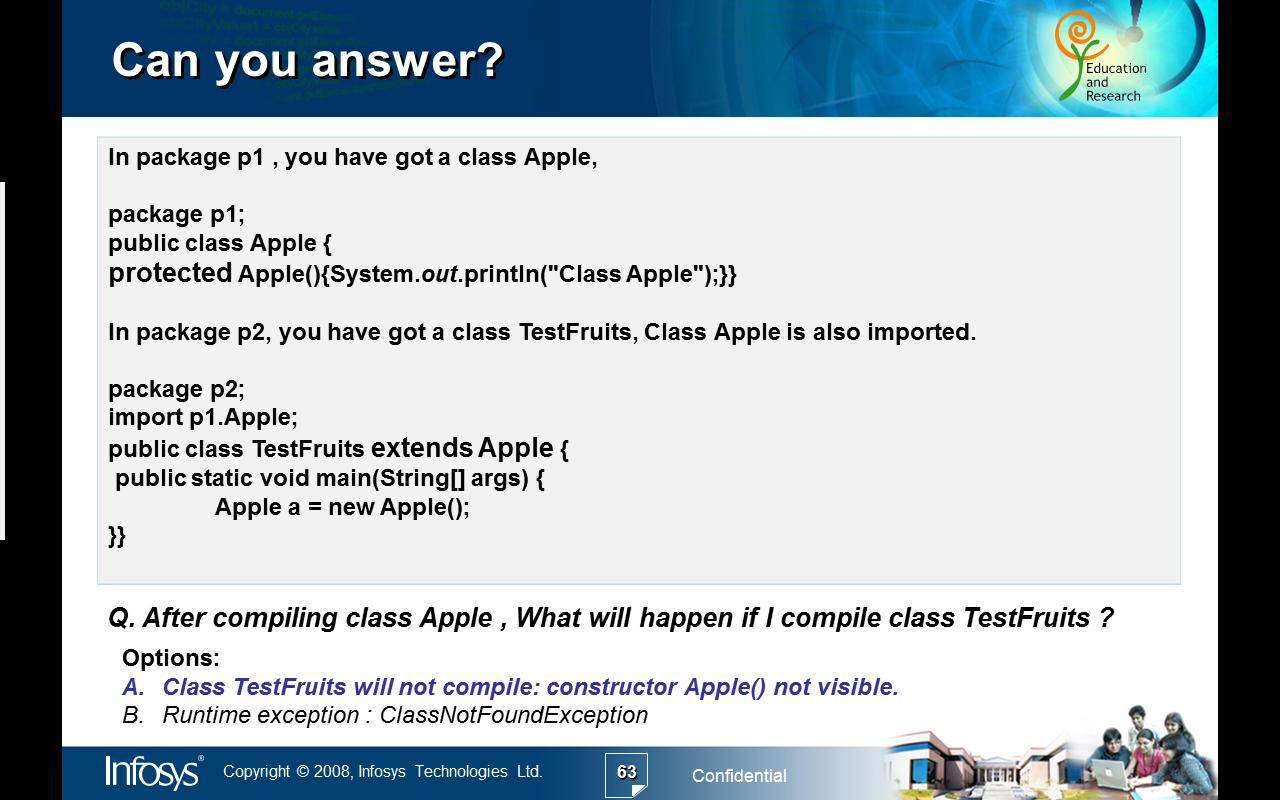 Can you answer?
Education
and
Research
In package p1 , you have got a class Apple,
package p1;
public class Apple {
protected Apple(){System.out.println("Class Apple");}}
In package p2, you have got a class TestFruits, Class Apple is also imported.
package p2;
import p1.Apple;
public class TestFruits extends Apple {
public static void main(String[] args) {
Apple a = new Apple();
}}
Q. After compiling class Apple , What will happen if I compile class TestFruits ?
Options:
A. Class TestFruits will not compile: constructor Apple() not visible.
B. Runtime exception : ClassNotFoundException
Infosys® Copyright © 2008, Infosys Technologies Ltd. 63 Confidential